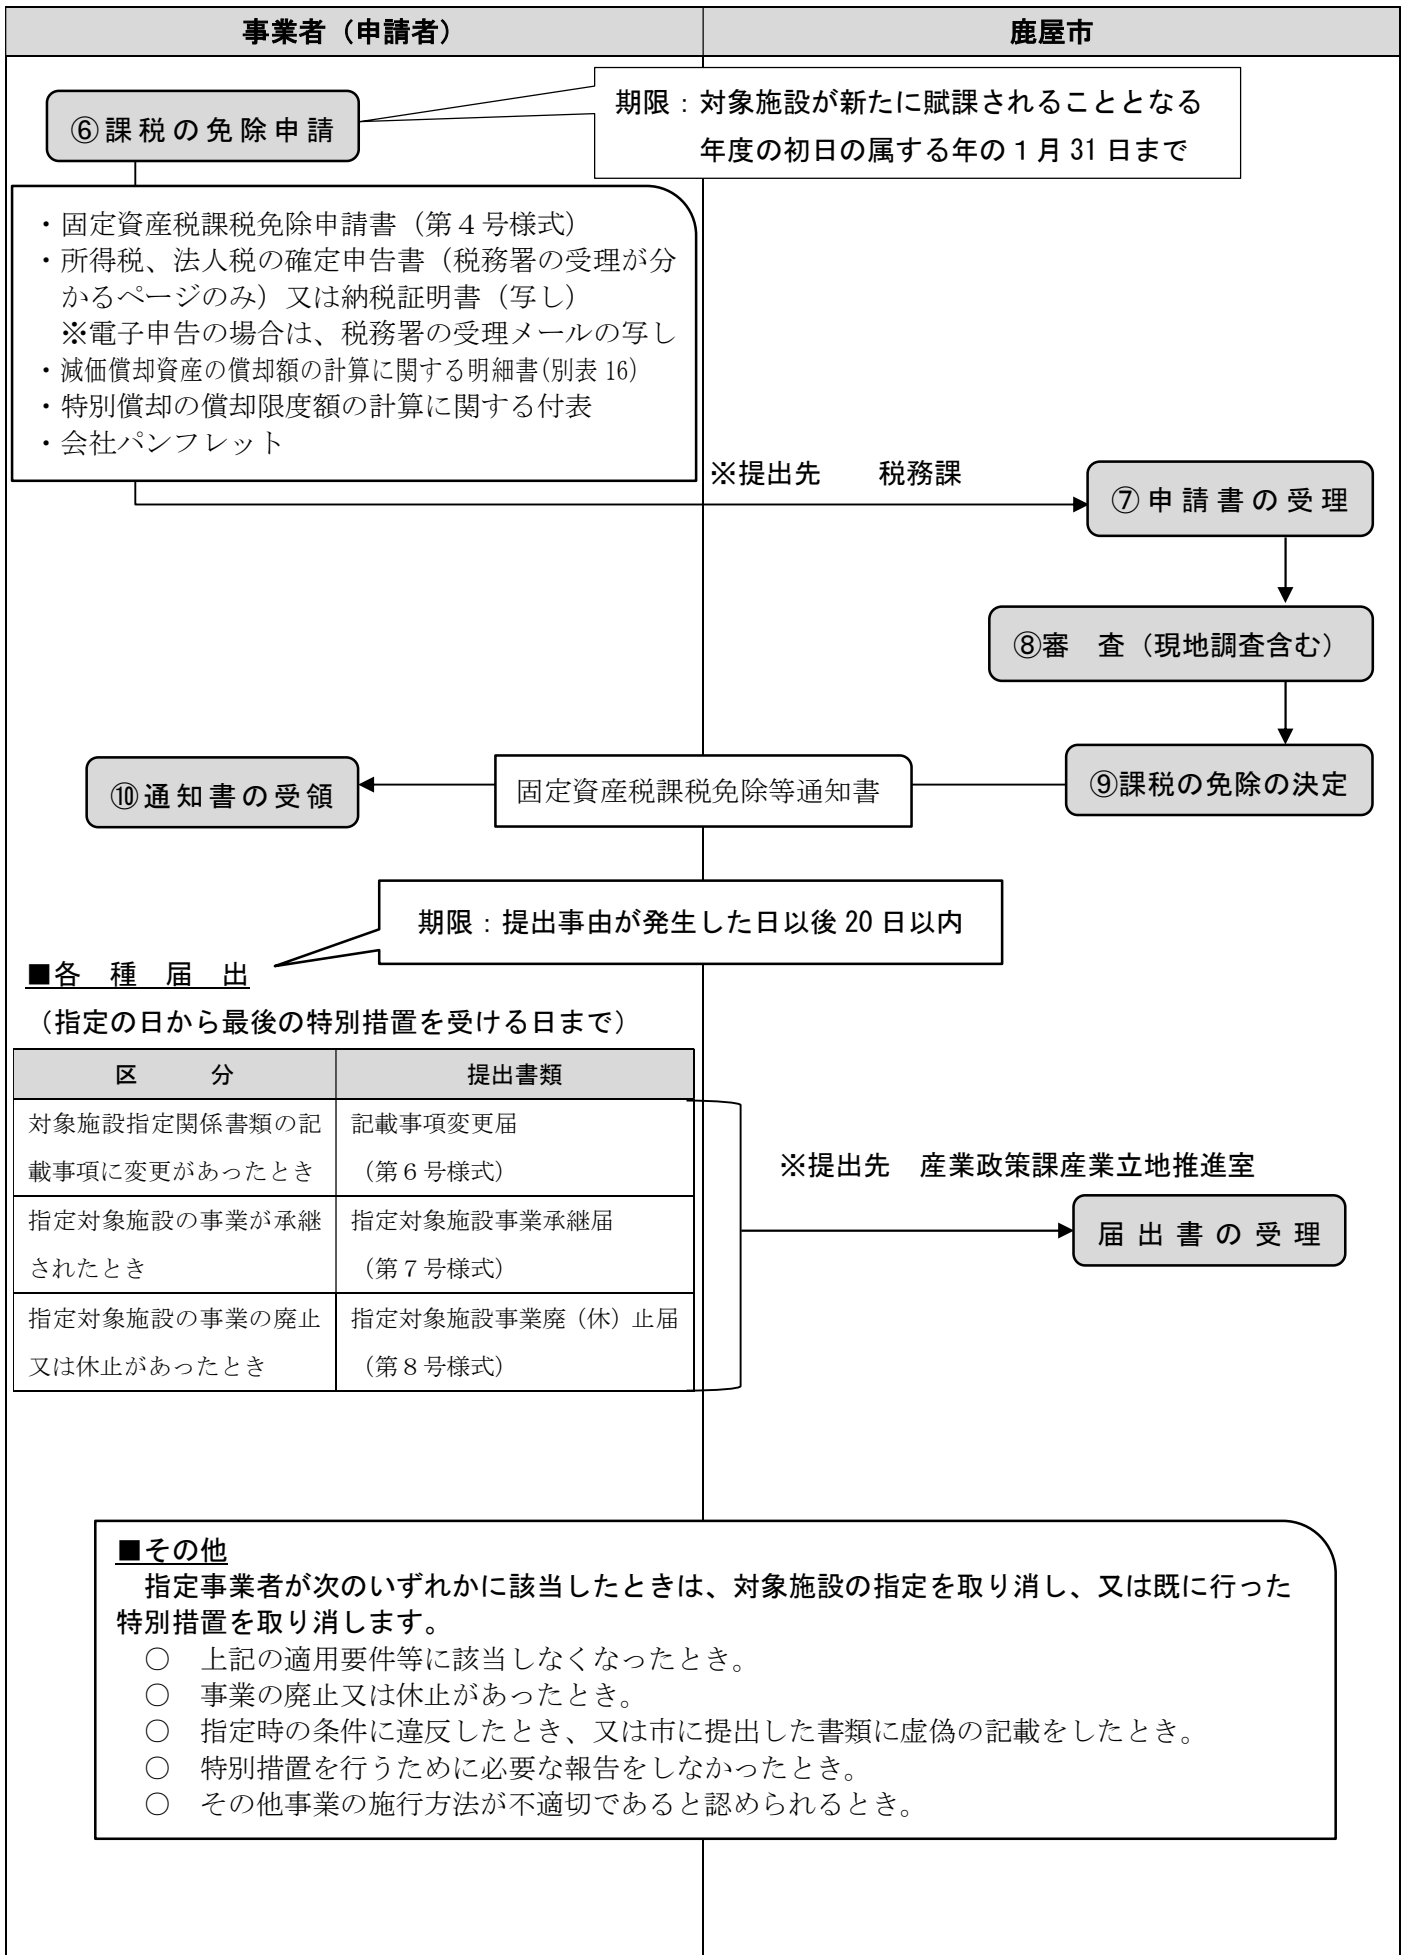 事業者（申請者）
鹿屋市
⑥課税の免除申請
期限：対象施設が新たに賦課されることとなる
年度の初日の属する年の１月31日まで
・固定資産税課税免除申請書（第４号様式）
・所得税、法人税の確定申告書（税務署の受理が分
かるページのみ）又は納税証明書（写し）
※電子申告の場合は、税務署の受理メールの写し
・減価償却資産の償却額の計算に関する明細書(別表16)
・特別償却の償却限度額の計算に関する付表
・会社パンフレット
※提出先　　税務課
⑦申請書の受理
⑧審　査（現地調査含む）
⑨課税の免除の決定
固定資産税課税免除等通知書
⑩通知書の受領
期限：提出事由が発生した日以後20日以内
■各　種　届　出
（指定の日から最後の特別措置を受ける日まで）
区　　　分
提出書類
対象施設指定関係書類の記
載事項に変更があったとき
記載事項変更届
（第６号様式）
指定対象施設の事業が承継
されたとき
指定対象施設事業承継届
（第７号様式）
指定対象施設の事業の廃止
又は休止があったとき
指定対象施設事業廃（休）止届
（第８号様式）
※提出先　産業政策課産業立地推進室
届出書の受理
■その他
指定事業者が次のいずれかに該当したときは、対象施設の指定を取り消し、又は既に行った
特別措置を取り消します。
○　上記の適用要件等に該当しなくなったとき。
○　事業の廃止又は休止があったとき。
○　指定時の条件に違反したとき、又は市に提出した書類に虚偽の記載をしたとき。
○　特別措置を行うために必要な報告をしなかったとき。
○　その他事業の施行方法が不適切であると認められるとき。